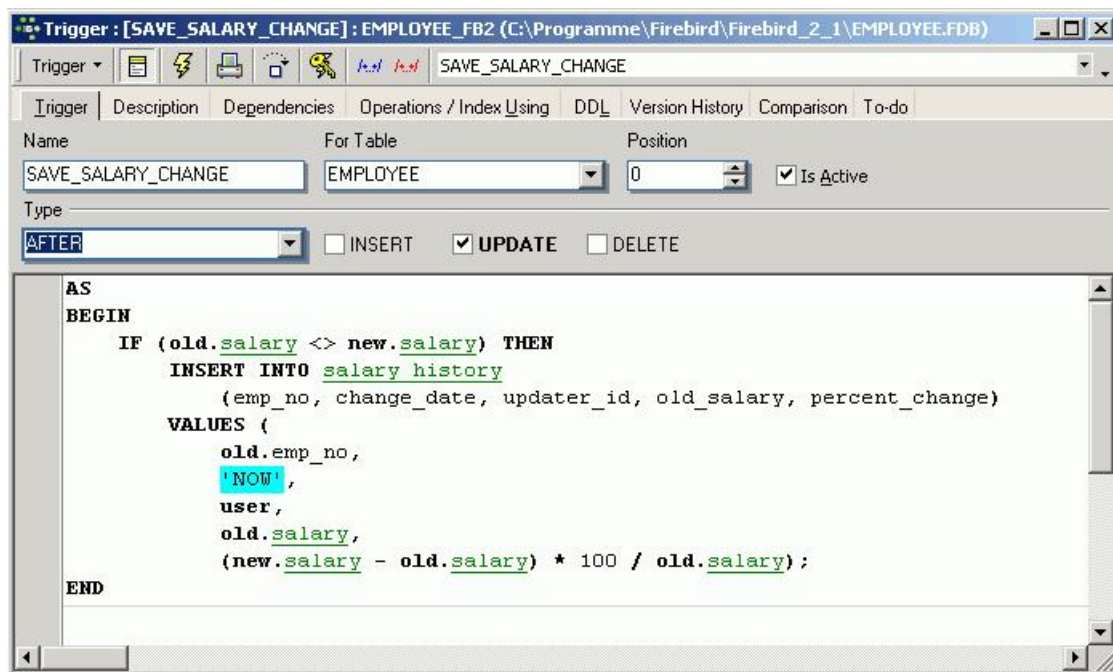 Trigger : [SAVE_SALARY_CHANGE] : EMPLOYEE_FB2 (C:\Programme\Firebird\Firebird_2_1\EMPLOYEE.FDB)
Trigger SAVE_SALARY_CHANGE
Trigger Description Dependencies Operations / Index Using DDL Version History Comparison To-do
Name For Table Position
SAVE_SALARY_CHANGE EMPLOYEE 0 Is Active
Type
AFTER INSERT UPDATE DELETE
AS
BEGIN
IF (old.salary <> new.salary) THEN
INSERT INTO salary_history
(emp_no, change_date, updater_id, old_salary, percent_change)
VALUES (
old.emp_no,
'NOW',
user,
old.salary,
(new.salary - old.salary) * 100 / old.salary);
END